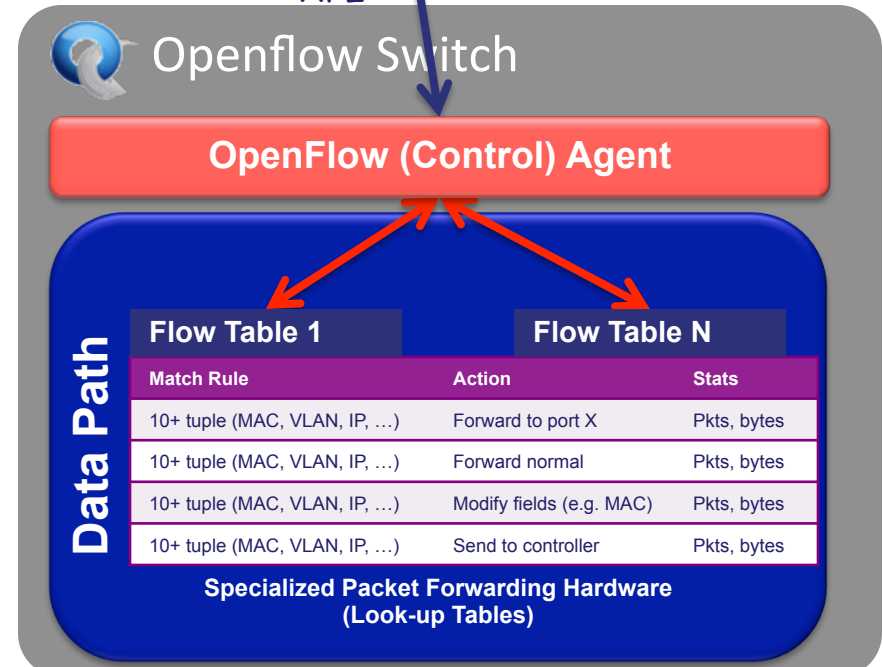 Openflow Switch
OpenFlow (Control) Agent
Data Path
Flow Table 1 Flow Table N
Match Rule Action Stats
10+ tuple (MAC, VLAN, IP, …) Forward to port X Pkts, bytes
10+ tuple (MAC, VLAN, IP, …) Forward normal Pkts, bytes
10+ tuple (MAC, VLAN, IP, …) Modify fields (e.g. MAC) Pkts, bytes
10+ tuple (MAC, VLAN, IP, …) Send to controller Pkts, bytes
Specialized Packet Forwarding Hardware
(Look-up Tables)